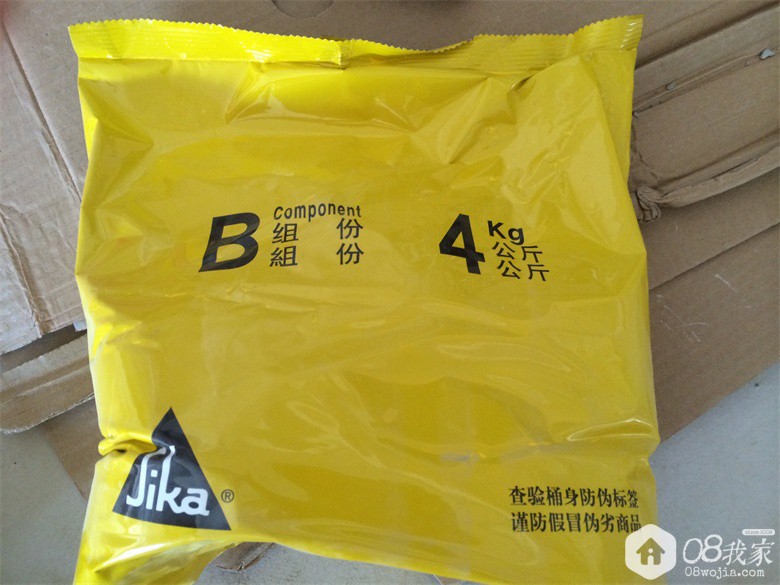 B
Component
组 份
組 份
4
Kg
公斤
公斤
Jika®
查验桶身防伪标签
谨防假冒伪劣商品
08我家
08wojia.com